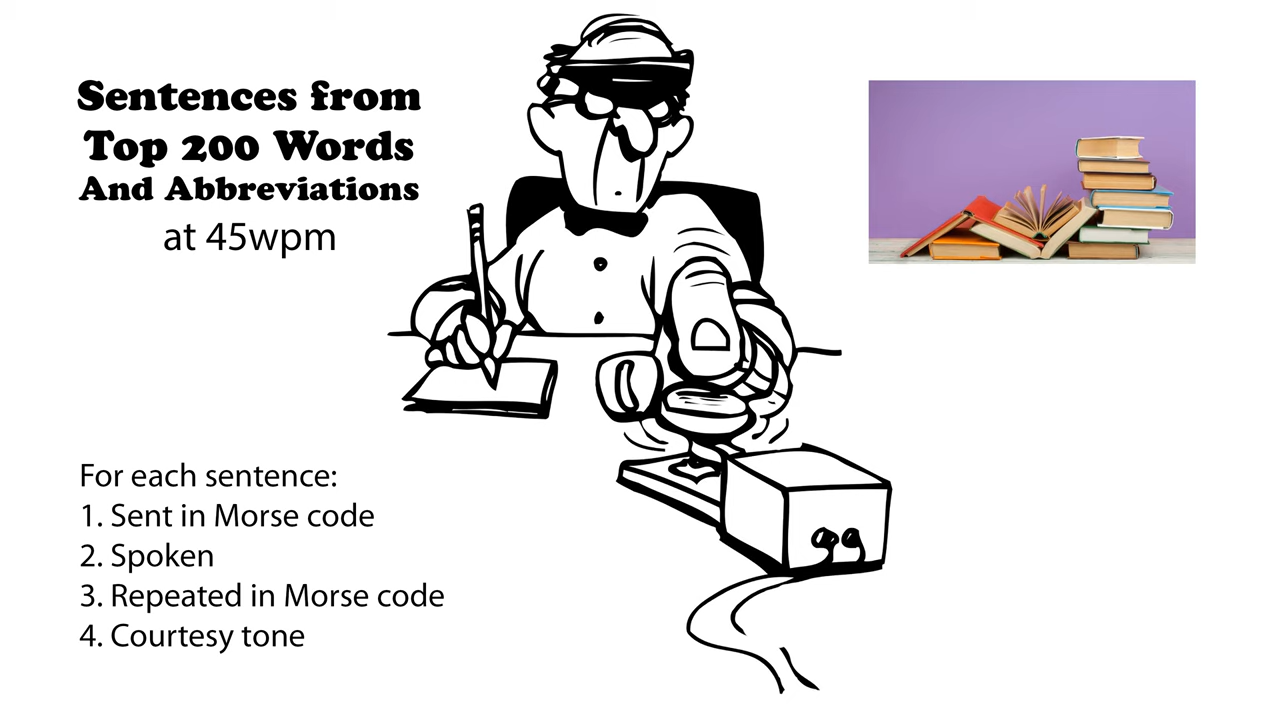 Sentences from
Top 200 Words
And Abbreviations
at 45wpm
For each sentence:
1. Sent in Morse code
2. Spoken
3. Repeated in Morse code
4. Courtesy tone